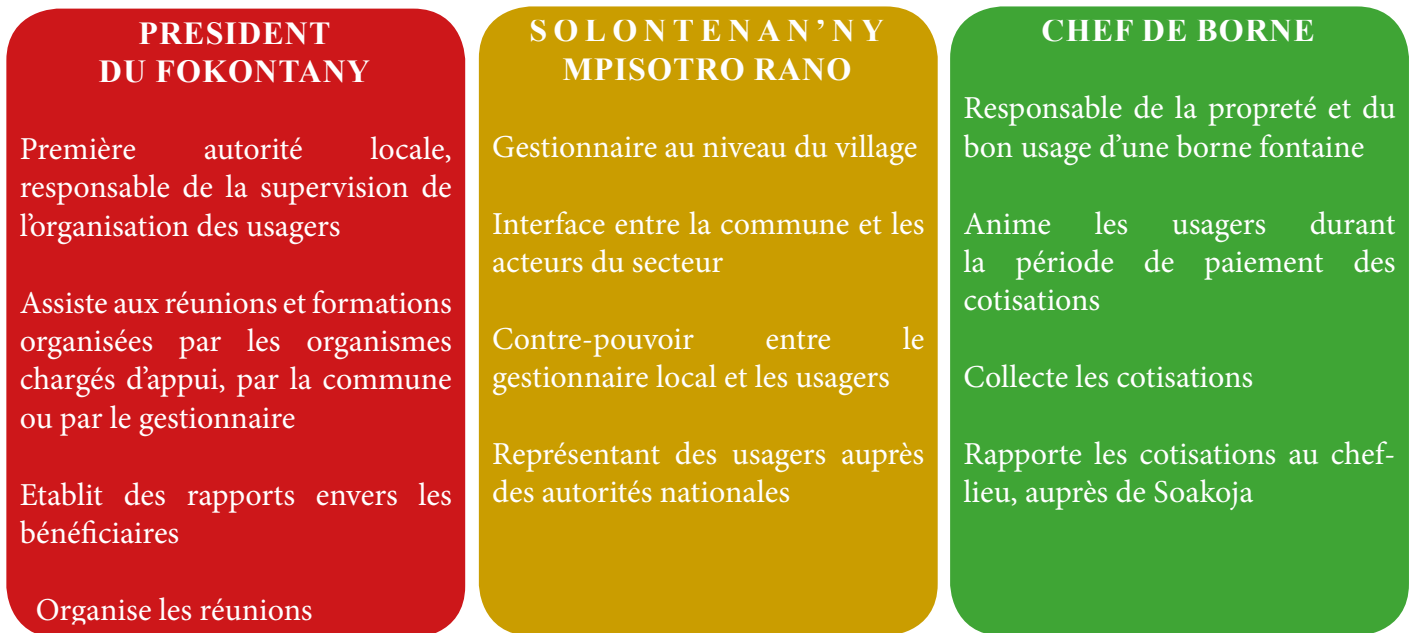 PRESIDENT
DU FOKONTANY
Première autorité locale,
responsable de la supervision de
l’organisation des usagers
Assiste aux réunions et formations
organisées par les organismes
chargés d'appui, par la commune
ou par le gestionnaire
Etablit des rapports envers les
bénéficiaires
Organise les réunions
SOLONTENAN’NY
MPISOTRO RANO
Gestionnaire au niveau du village
Interface entre la commune et les
acteurs du secteur
Contre-pouvoir entre le
gestionnaire local et les usagers
Représentant des usagers auprès
des autorités nationales
CHEF DE BORNE
Responsable de la propreté et du
bon usage d’une borne fontaine
Anime les usagers durant
la période de paiement des
cotisations
Collecte les cotisations
Rapporte les cotisations au chef-
lieu, auprès de Soakoja